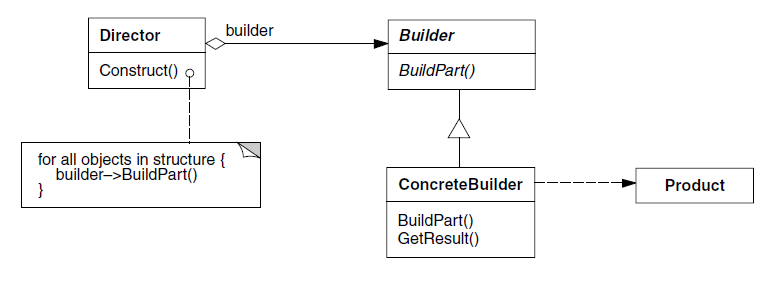 Director
Construct()
builder
Builder
BuildPart()
for all objects in structure {
builder–>BuildPart()
}
ConcreteBuilder
BuildPart()
GetResult()
Product